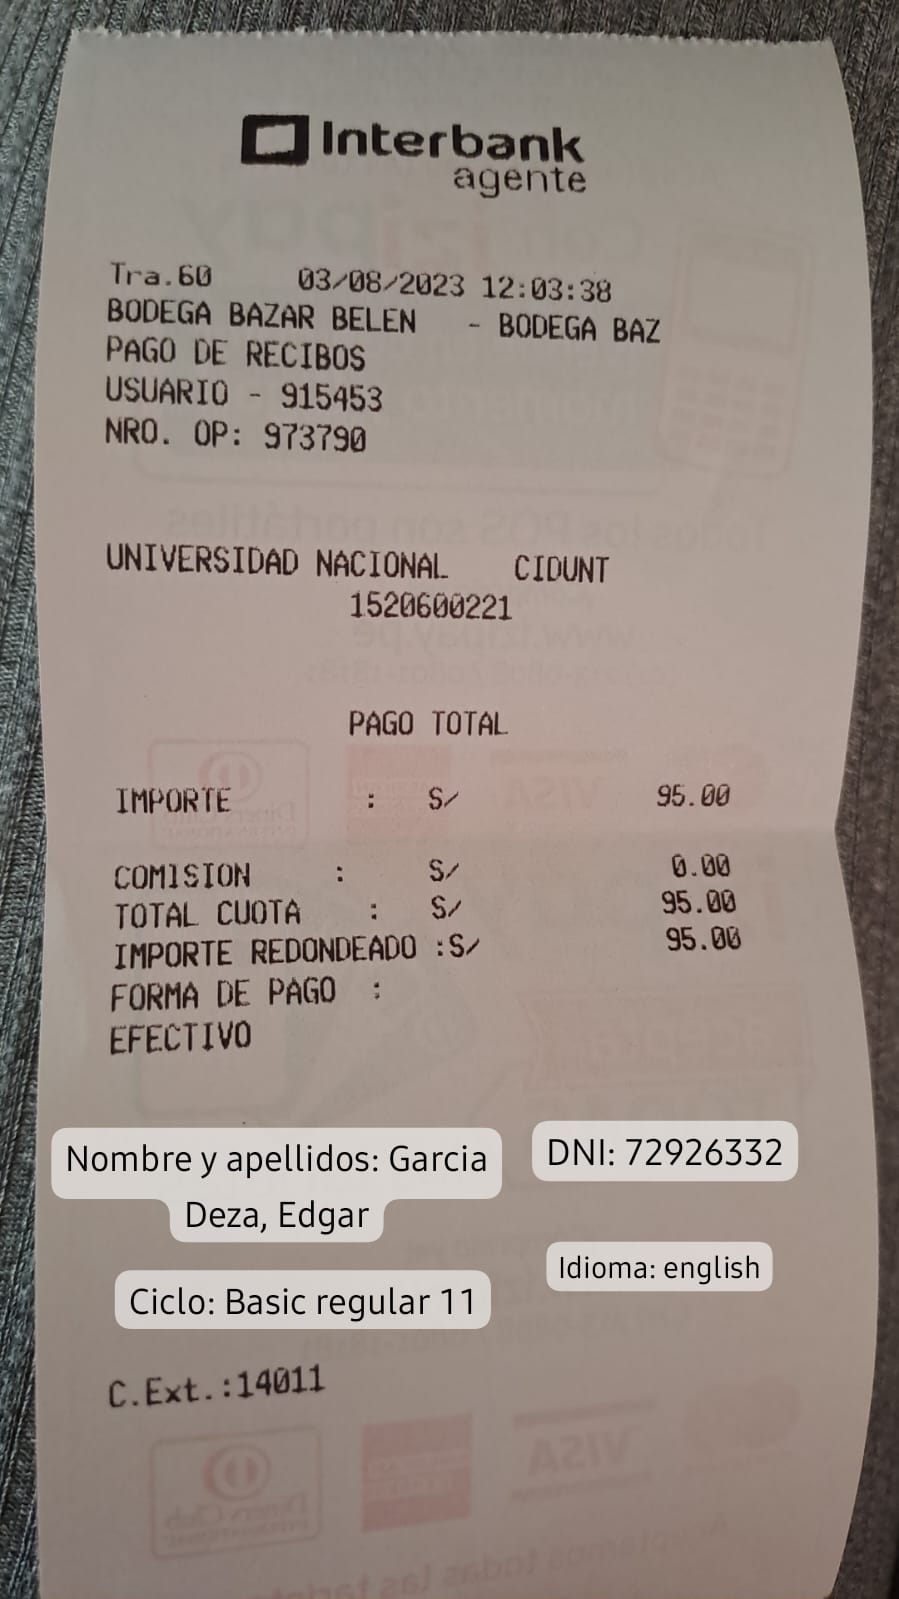 Interbank
agente
Tra.60 03/08/2023 12:03:38
BODEGA BAZAR BELEN - BODEGA BAZ
PAGO DE RECIBOS
USUARIO - 915453
NRO. OP: 973790
UNIVERSIDAD NACIONAL CIDUNT
1520600221
PAGO TOTAL
IMPORTE : S/ 95.00
COMISION : S/ 0.00
TOTAL CUOTA : S/ 95.00
IMPORTE REDONDEADO :S/ 95.00
FORMA DE PAGO :
EFECTIVO
Nombre y apellidos: Garcia
Deza, Edgar
DNI: 72926332
Idioma: english
Ciclo: Basic regular 11
C.Ext.:14011